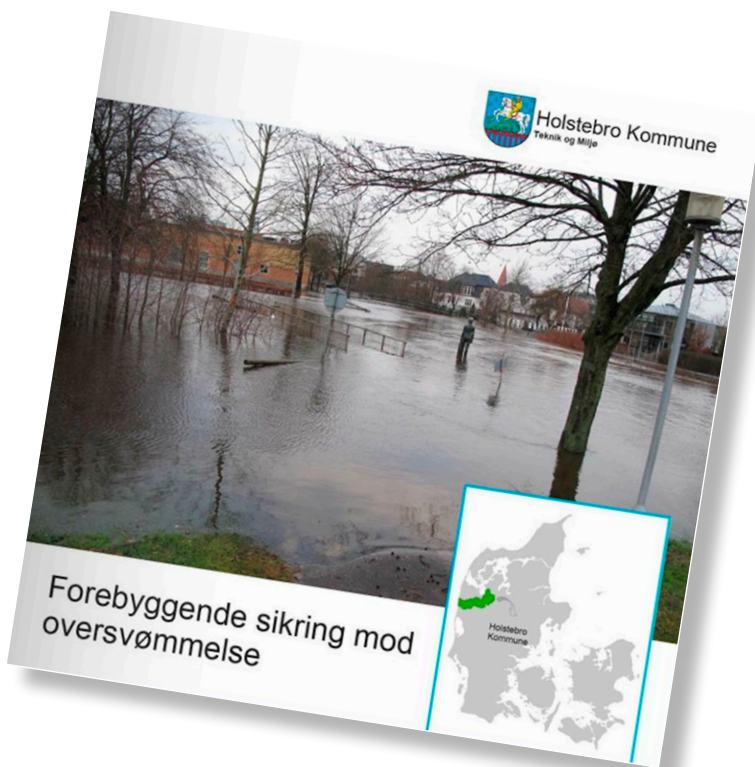 Holstebro Kommune
Teknik og Miljø
Holstebro
Kommune
Forebyggende sikring mod
oversvømmelse